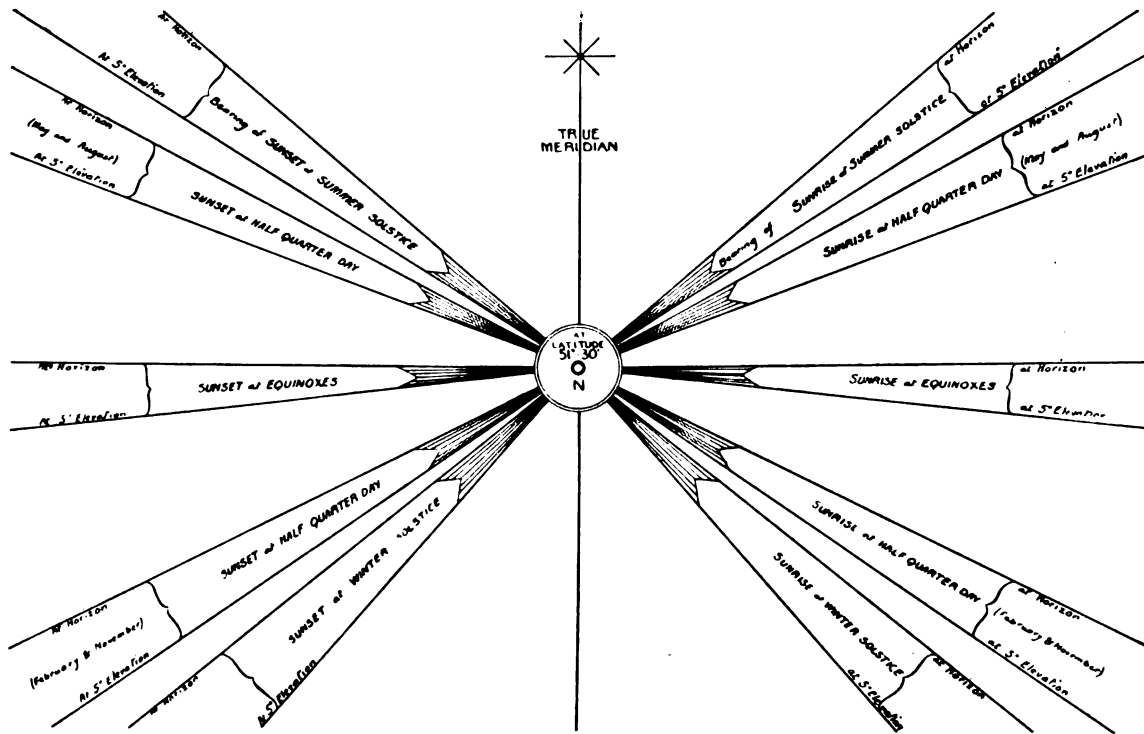 at Horizon
At 5° Elevation
Bearing of SUNSET at SUMMER SOLSTICE
At Horizon
(May and August)
At 5° Elevation
SUNSET at HALF QUARTER DAY
TRUE
MERIDIAN
at Horizon
at 5° Elevation
Bearing of SUNRISE at SUMMER SOLSTICE
at Horizon
(May and August)
at 5° Elevation
SUNRISE at HALF QUARTER DAY
AT
LATITUDE
51° 30'
N
Horizon
At 5° Elevation
SUNSET at EQUINOXES
SUNRISE at EQUINOXES
at Horizon
at 5° Elevation
SUNSET at HALF QUARTER DAY
At Horizon
(February & November)
At 5° Elevation
SUNSET at WINTER SOLSTICE
at Horizon
At 5° Elevation
SUNRISE at HALF QUARTER DAY
at Horizon
(February & November)
at 5° Elevation
SUNRISE at WINTER SOLSTICE
at Horizon
at 5° Elevation